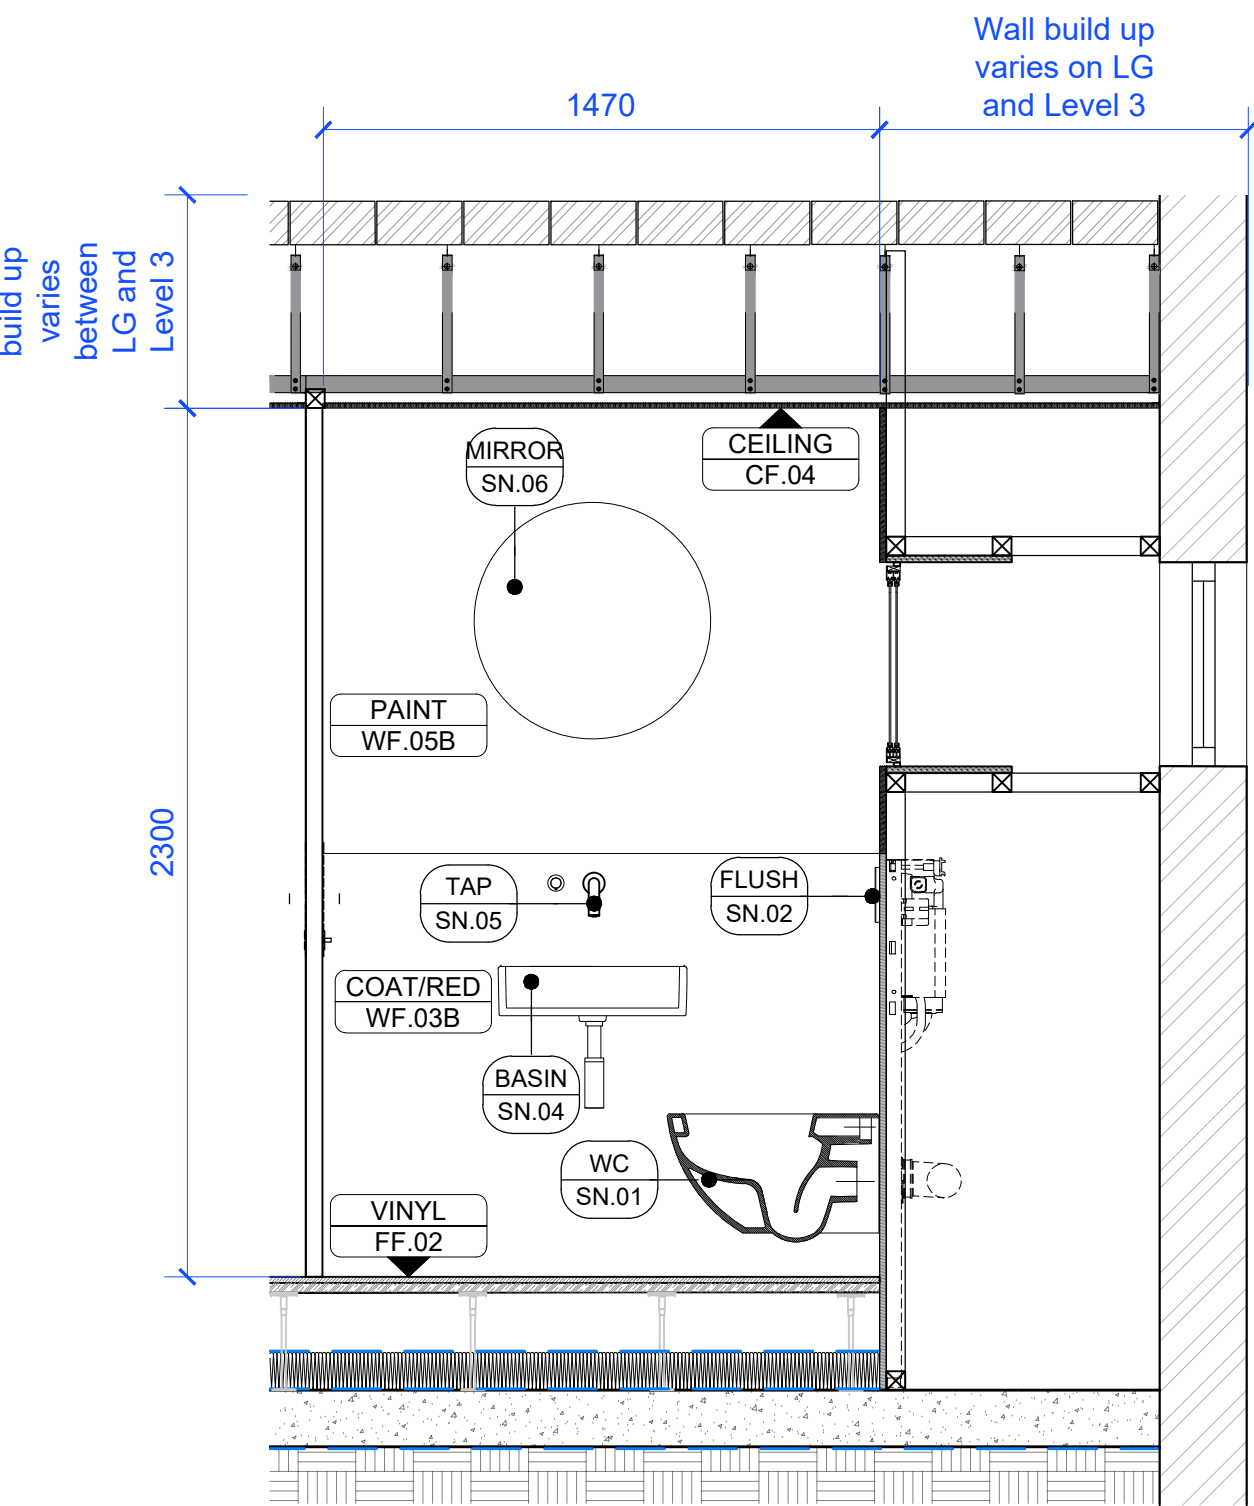 Wall build up
varies on LG
and Level 3
1470
build up
varies
between
LG and
Level 3
MIRROR
SN.06
CEILING
CF.04
PAINT
WF.05B
2300
TAP
SN.05
FLUSH
SN.02
COAT/RED
WF.03B
BASIN
SN.04
WC
SN.01
VINYL
FF.02